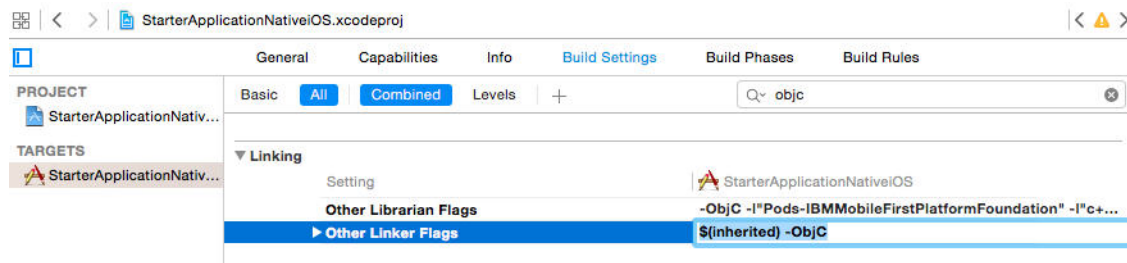 StarterApplicationNativeiOS.xcodeproj
General Capabilities Info Build Settings Build Phases Build Rules
PROJECT
Basic All Combined Levels + objc
StarterApplicationNativ...
TARGETS
Linking
StarterApplicationNativ...
Setting StarterApplicationNativeiOS
Other Librarian Flags -ObjC -l"Pods-IBMMobileFirstPlatformFoundation" -l"c+...
Other Linker Flags $(inherited) -ObjC